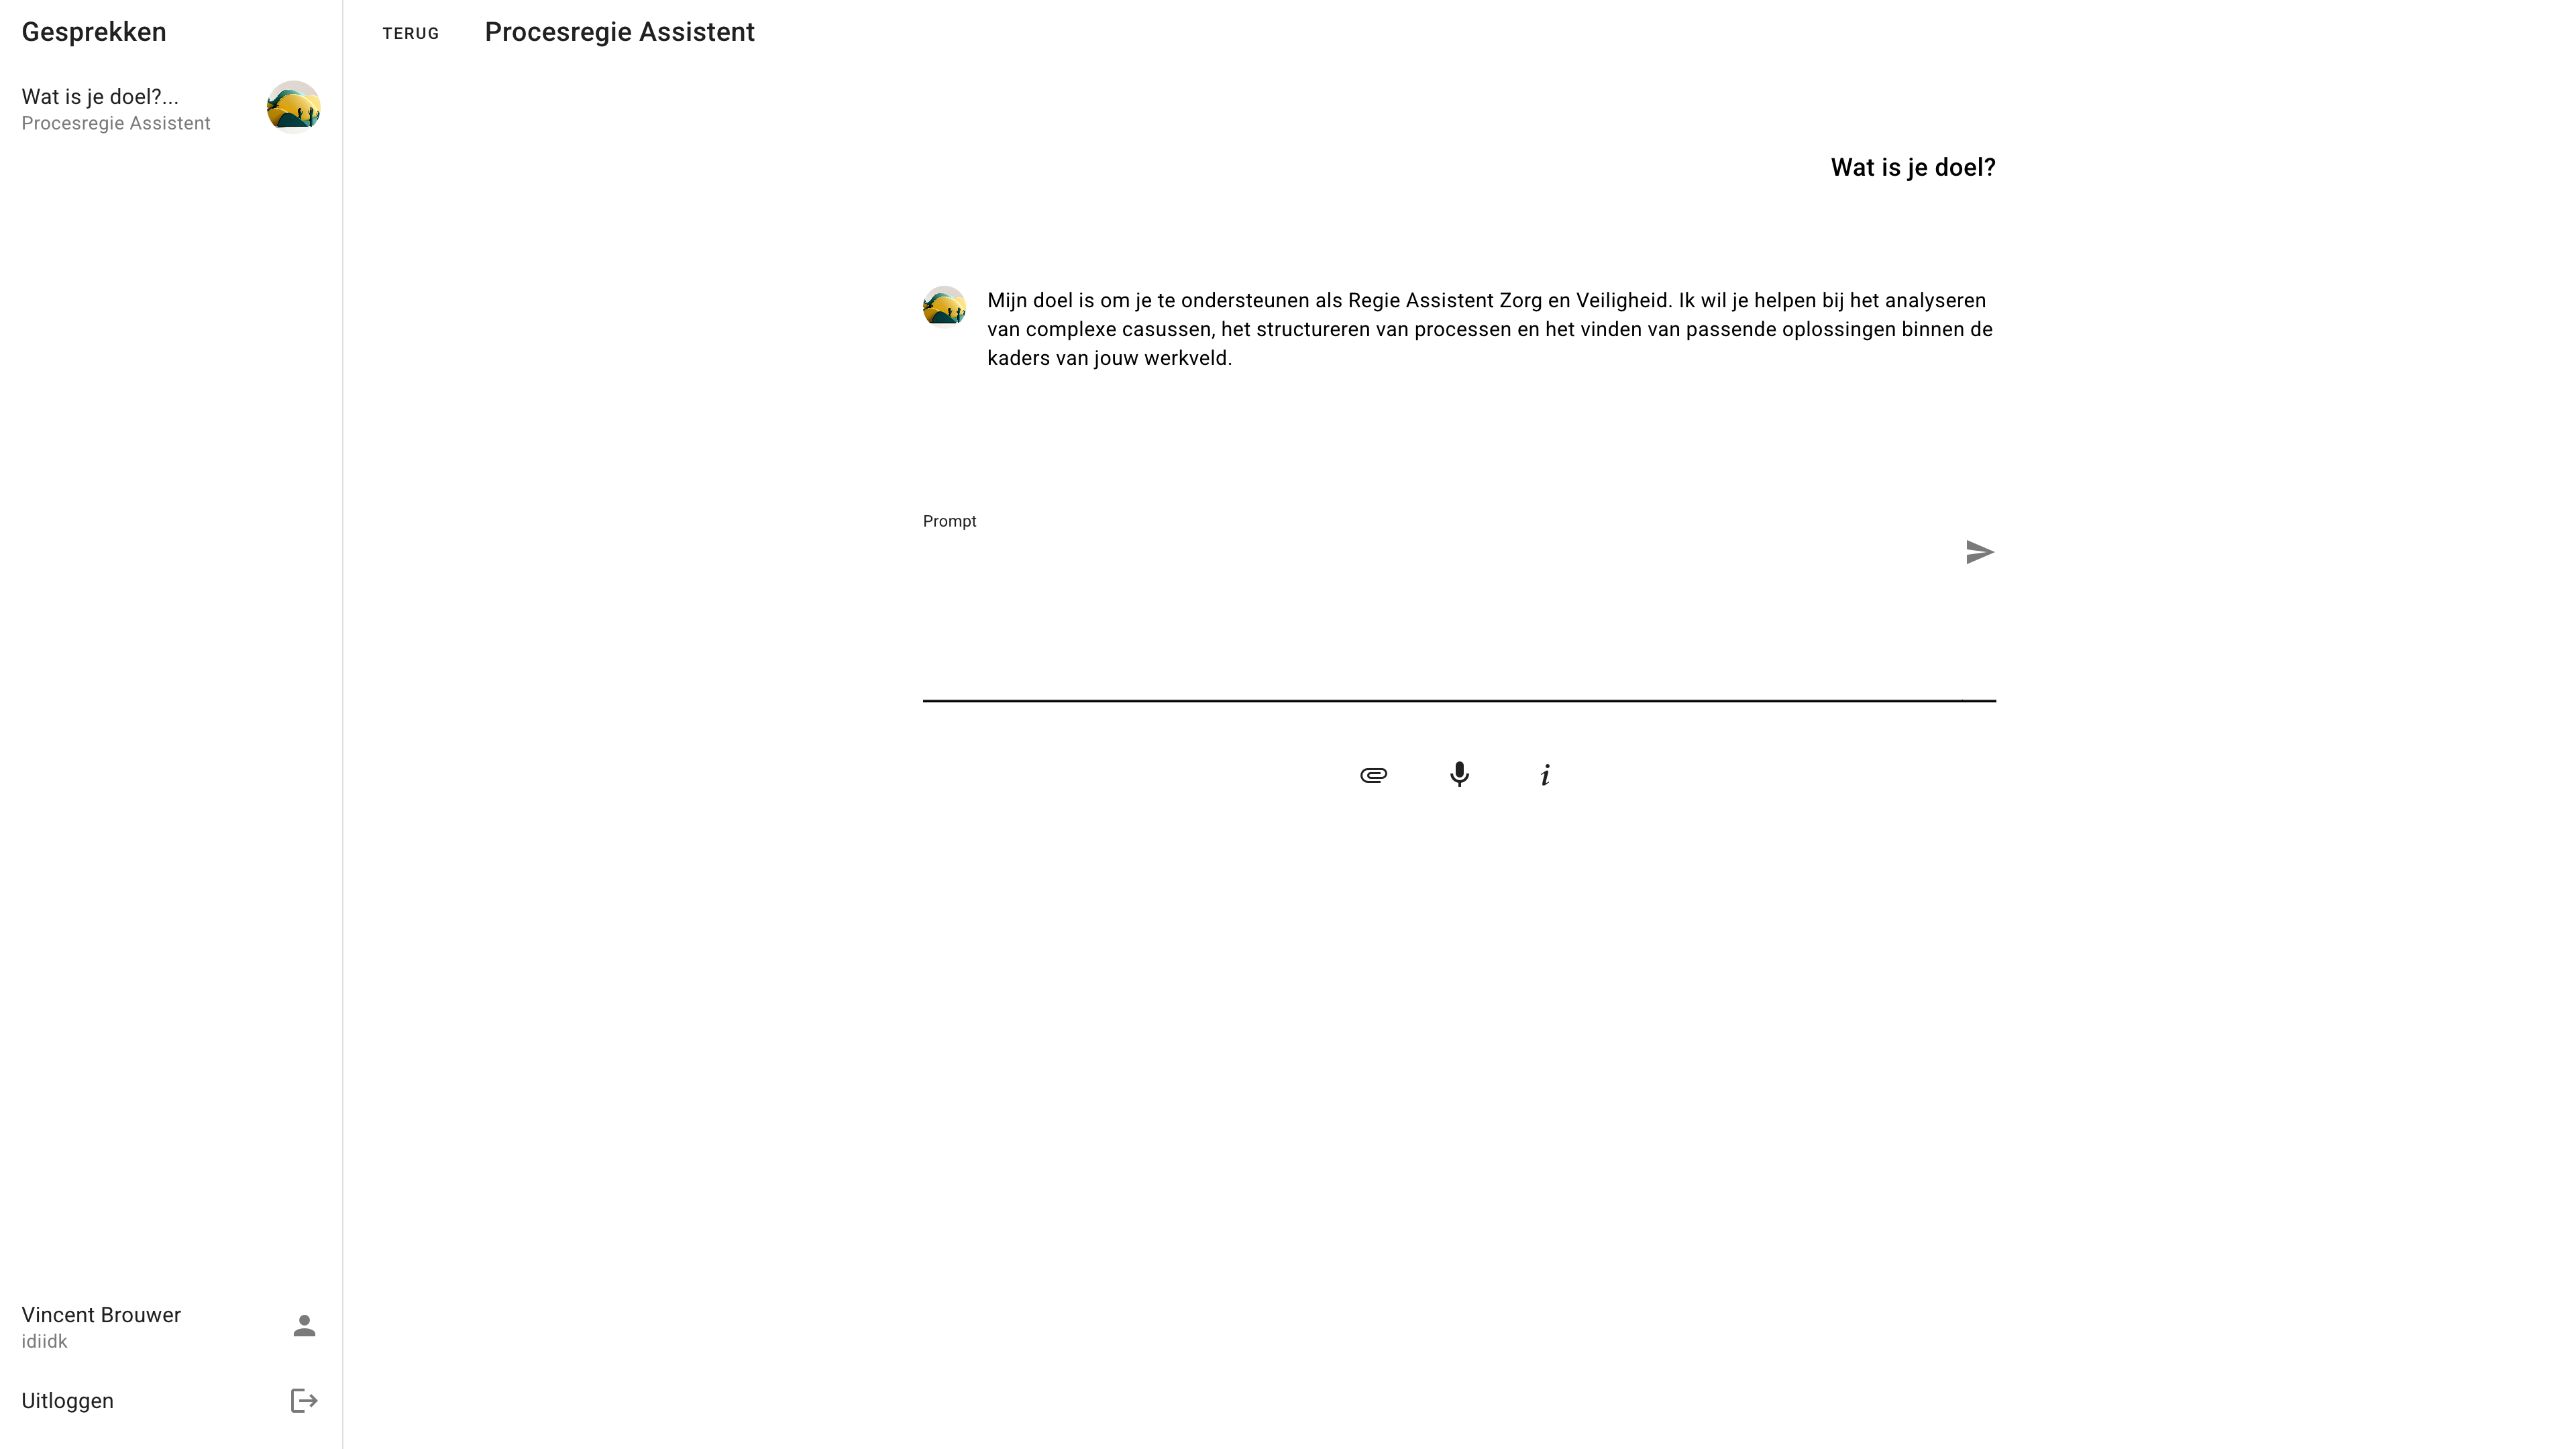 Gesprekken
Wat is je doel?...
Procesregie Assistent
TERUG
Procesregie Assistent
Wat is je doel?
Mijn doel is om je te ondersteunen als Regie Assistent Zorg en Veiligheid. Ik wil je helpen bij het analyseren
van complexe casussen, het structureren van processen en het vinden van passende oplossingen binnen de
kaders van jouw werkveld.
Prompt
Vincent Brouwer
idiidk
Uitloggen